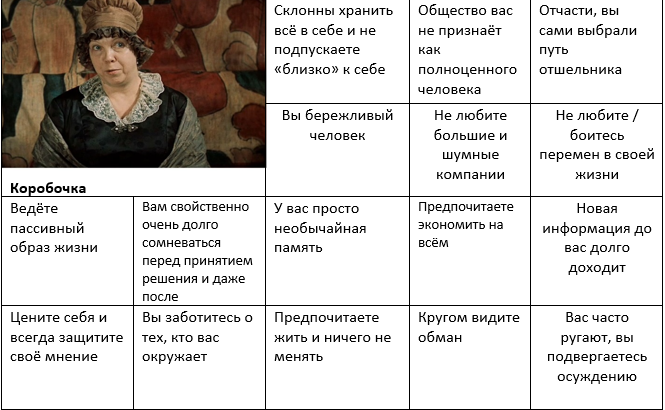 Склонны хранить
всё в себе и не
подпускаете
«близко» к себе
Общество вас
не признаёт
как
полноценного
человека
Отчасти, вы
сами выбрали
путь
отшельника
Вы бережливый
человек
Не любите
большие и
шумные
компании
Не любите /
боитесь
перемен в своей
жизни
Коробочка
Ведёте
пассивный
образ жизни
Вам свойственно
очень долго
сомневаться
перед принятием
решения и даже
после
У вас просто
необычайная
память
Предпочитаете
экономить на
всём
Новая
информация до
вас долго
доходит
Цените себя и
всегда защитите
своё мнение
Вы заботитесь о
тех, кто вас
окружает
Предпочитаете
жить и ничего не
менять
Кругом видите
обман
Вас часто
ругают, вы
подвергаетесь
осуждению